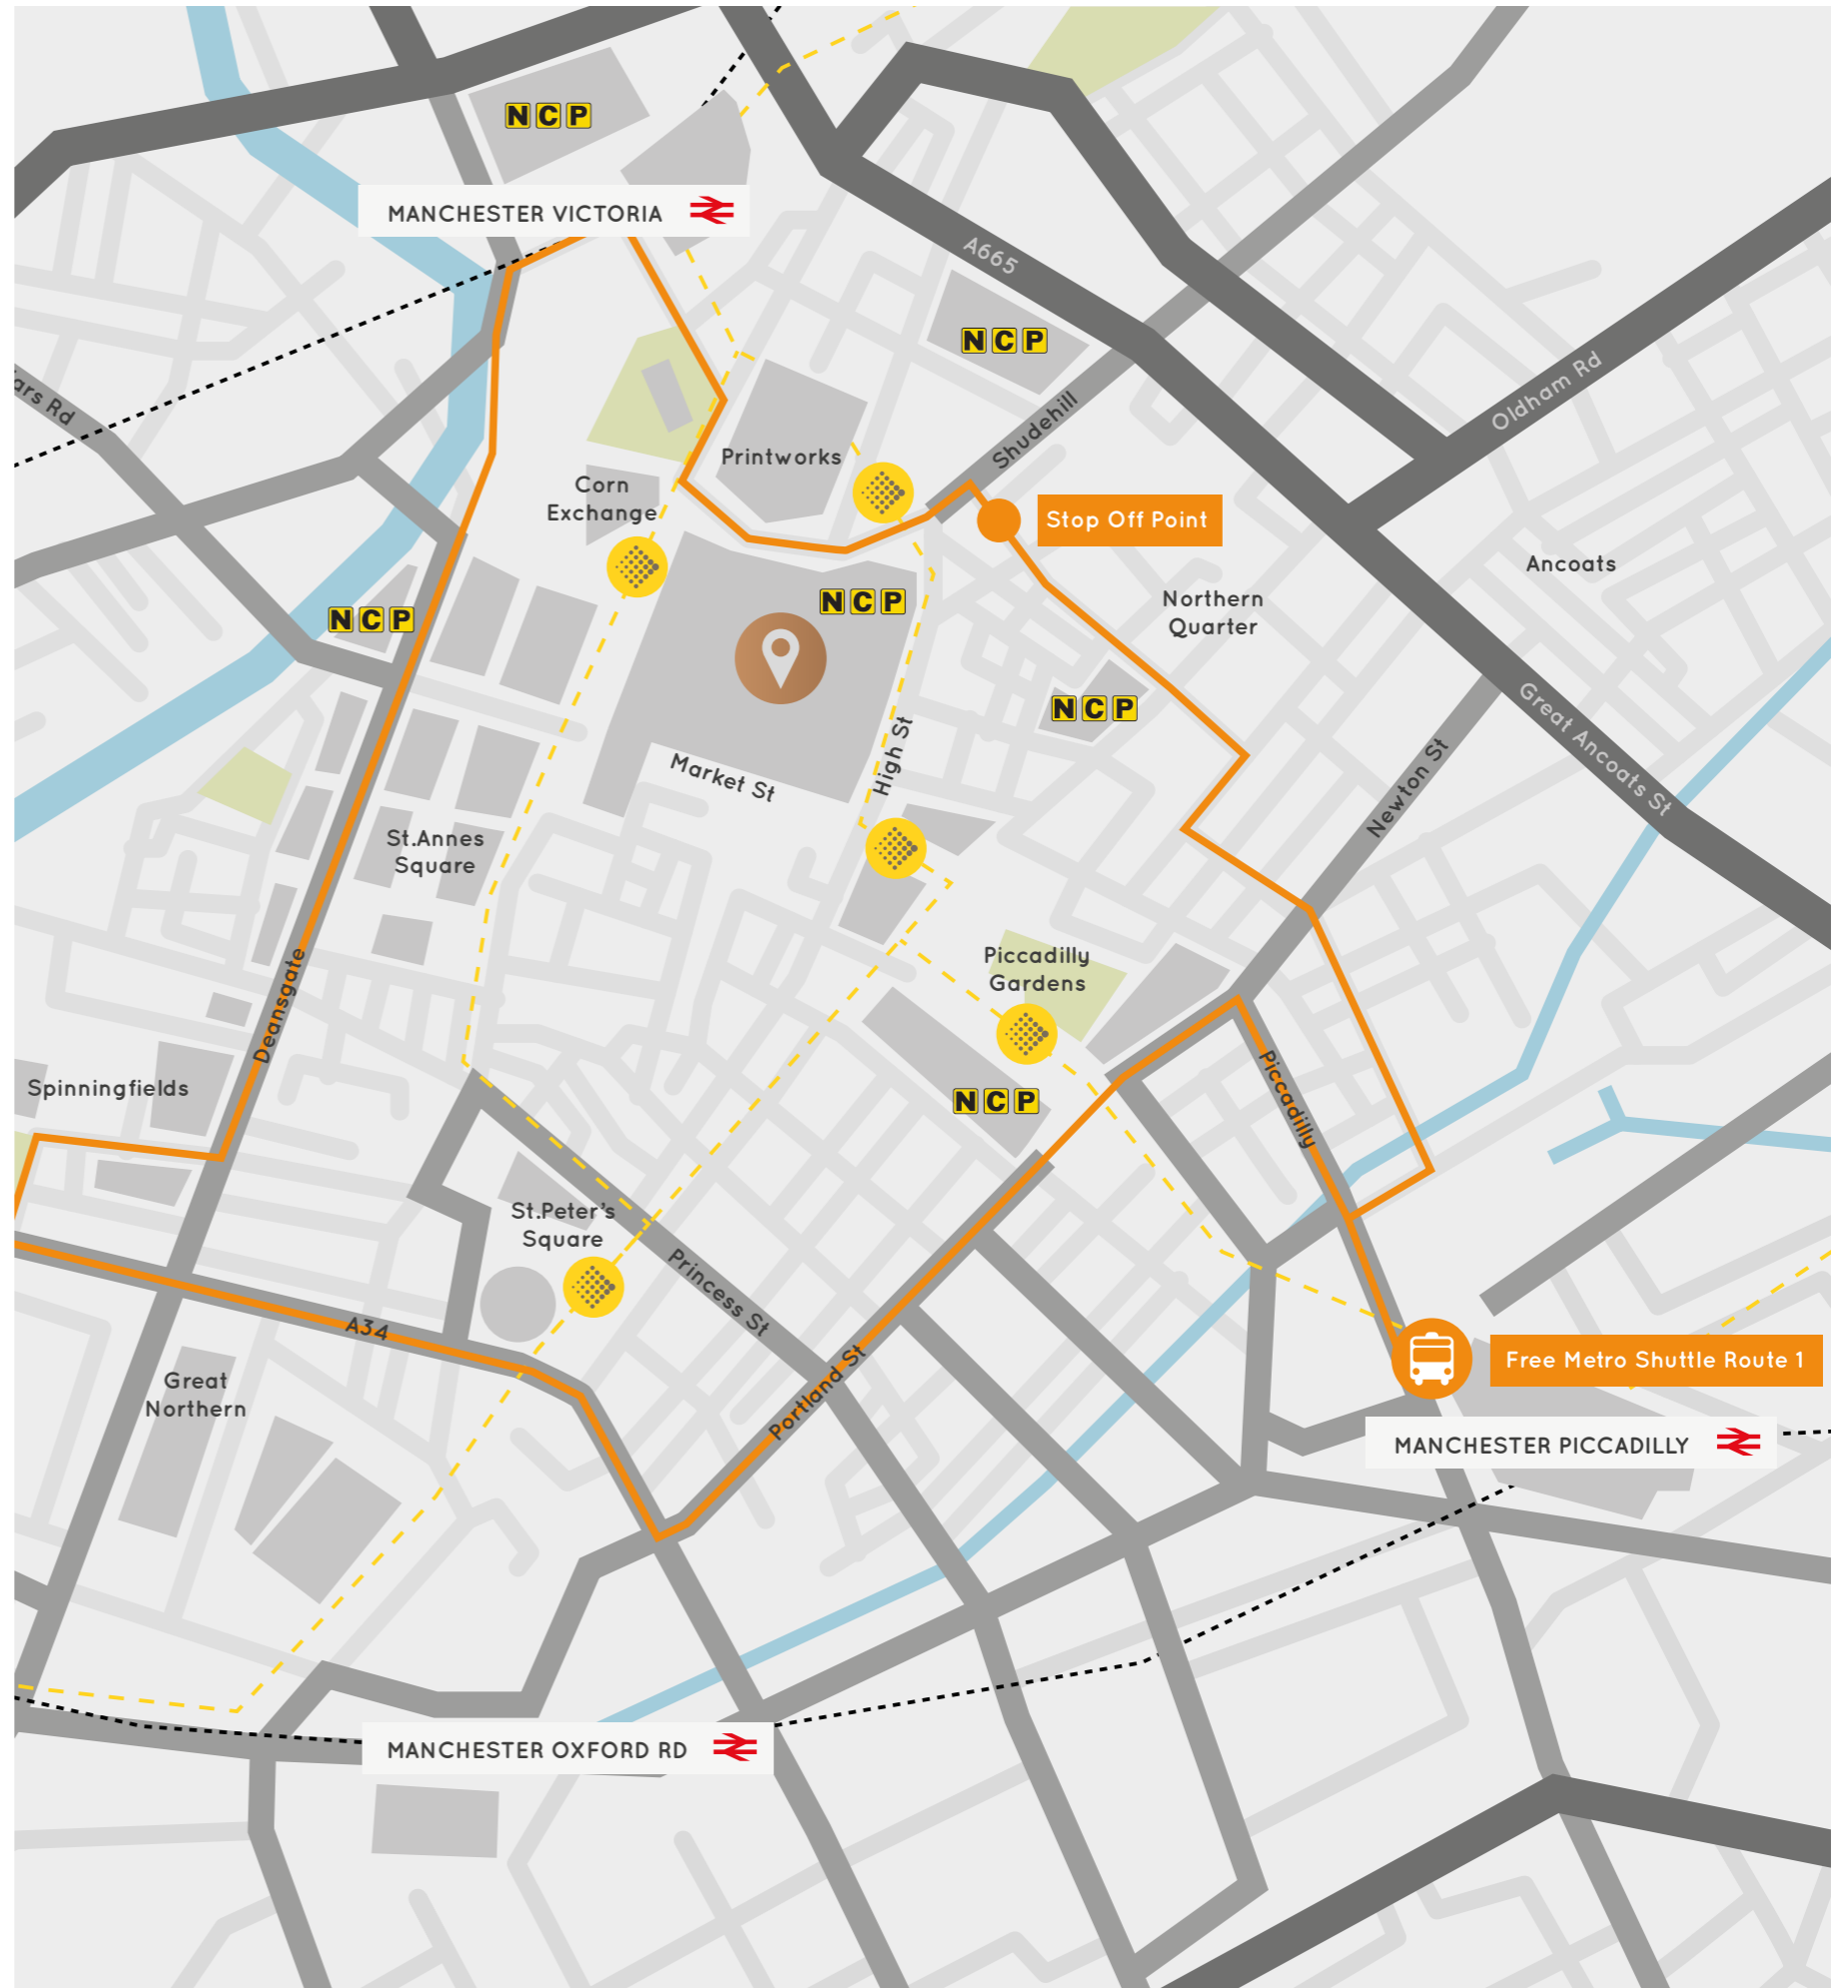 NCP
MANCHESTER VICTORIA
A665
NCP
Oldham Rd
ars Rd
Shudehill
Printworks
Corn
Exchange
Stop Off Point
Ancoats
NCP
Northern
Quarter
NCP
NCP
High St
Market St
Newton St
Great Ancoats St
St.Annes
Square
Piccadilly
Gardens
Deansgate
Spinningfields
NCP
Piccadilly
St.Peter's
Square
Princess St
A34
Portland St
Great
Northern
Free Metro Shuttle Route 1
MANCHESTER PICCADILLY
MANCHESTER OXFORD RD